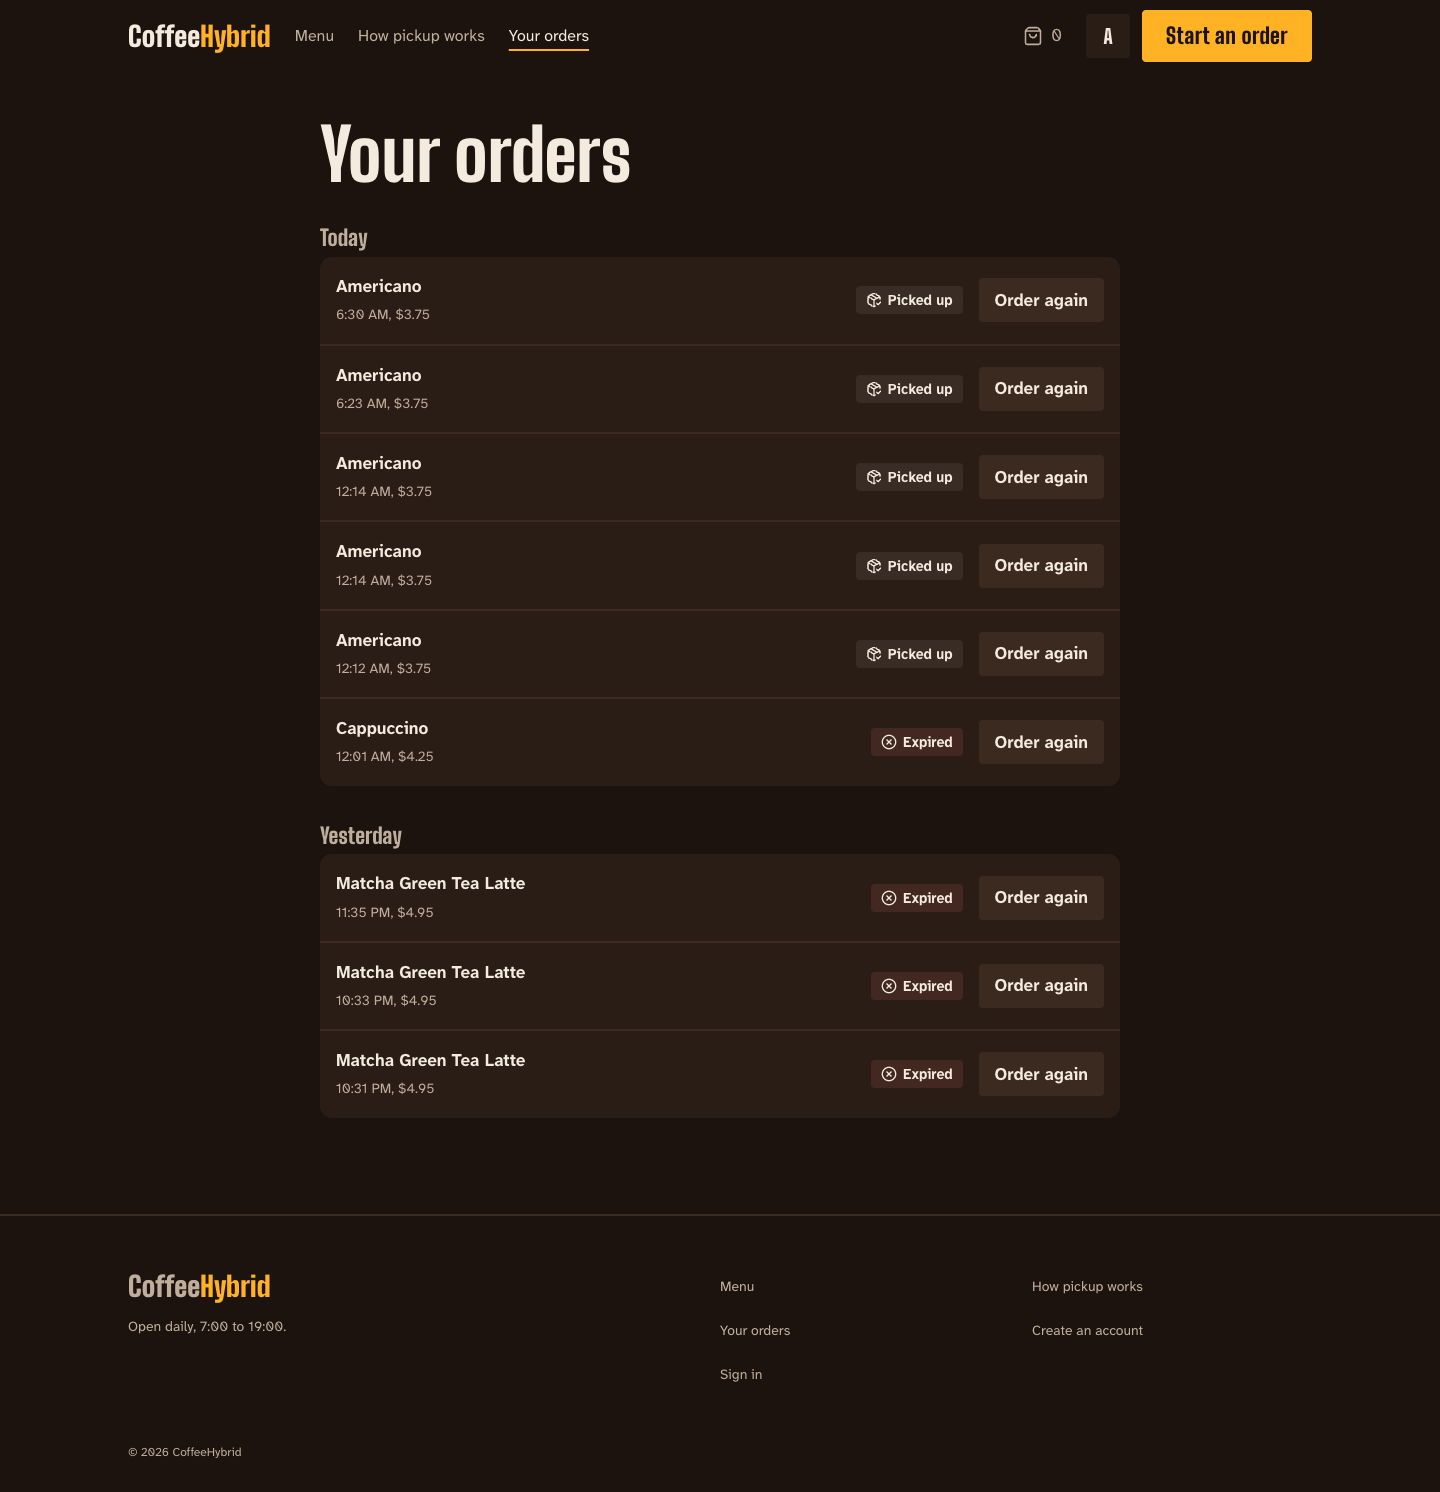 CoffeeHybrid Menu How pickup works Your orders 0 A Start an order
Your orders
Today
Americano
6:30 AM, $3.75
Picked up Order again
Americano
6:23 AM, $3.75
Picked up Order again
Americano
12:14 AM, $3.75
Picked up Order again
Americano
12:14 AM, $3.75
Picked up Order again
Americano
12:12 AM, $3.75
Picked up Order again
Cappuccino
12:01 AM, $4.25
Expired Order again
Yesterday
Matcha Green Tea Latte
11:35 PM, $4.95
Expired Order again
Matcha Green Tea Latte
10:33 PM, $4.95
Expired Order again
Matcha Green Tea Latte
10:31 PM, $4.95
Expired Order again
CoffeeHybrid
Open daily, 7:00 to 19:00.
Menu
Your orders
Sign in
How pickup works
Create an account
© 2026 CoffeeHybrid